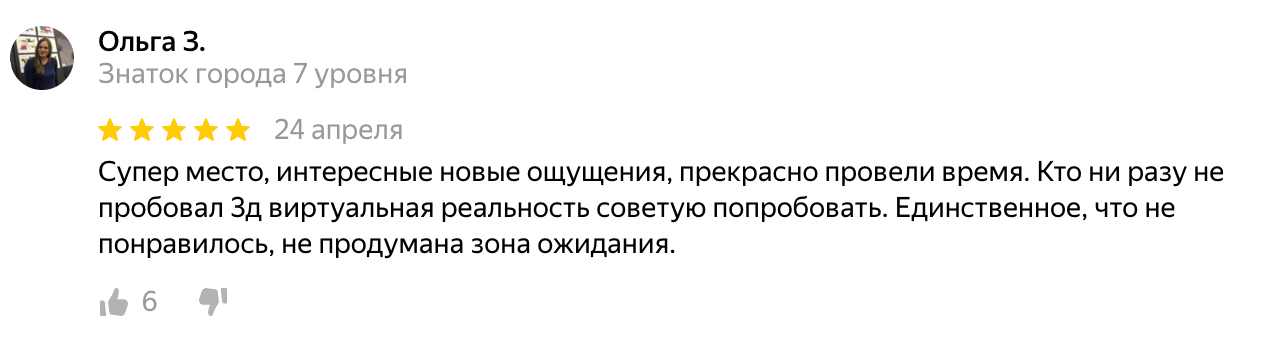 Ольга З.
Знаток города 7 уровня
24 апреля
Супер место, интересные новые ощущения, прекрасно провели время. Кто ни разу не
пробовал 3д виртуальная реальность советую попробовать. Единственное, что не
понравилось, не продумана зона ожидания.
6